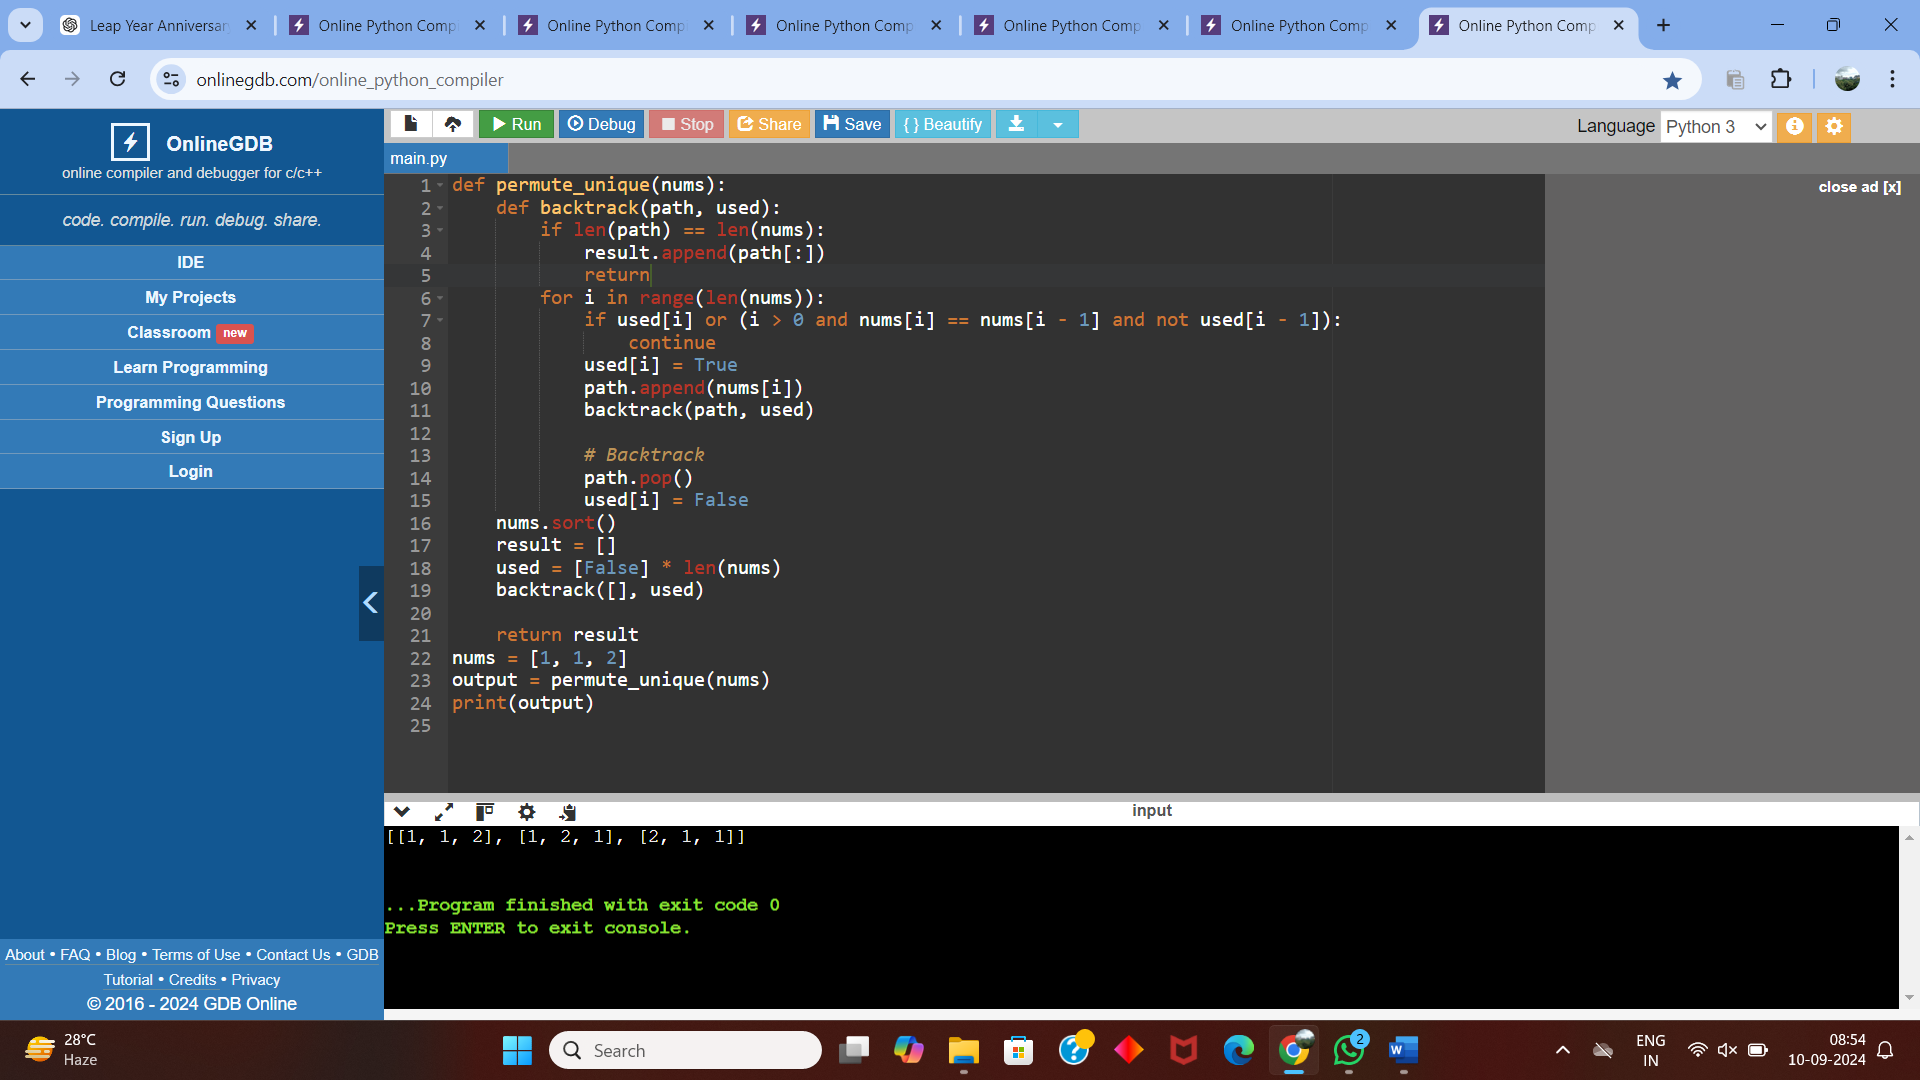 Leap Year Anniversar
Online Python Comp
Online Python Comp
Online Python Comp
Online Python Comp
Online Python Comp
Online Python Comp
onlinegdb.com/online_python_compiler
OnlineGDB
online compiler and debugger for c/c++
code. compile. run. debug. share.
IDE
My Projects
Classroom new
Learn Programming
Programming Questions
Sign Up
Login
About • FAQ • Blog • Terms of Use • Contact Us • GDB
Tutorial • Credits • Privacy
© 2016 - 2024 GDB Online
Run Debug Stop Share Save { } Beautify
Language Python 3
main.py
close ad [x]
1 def permute_unique(nums):
2     def backtrack(path, used):
3         if len(path) == len(nums):
4             result.append(path[:])
5             return
6         for i in range(len(nums)):
7             if used[i] or (i > 0 and nums[i] == nums[i - 1] and not used[i - 1]):
8                 continue
9             used[i] = True
10             path.append(nums[i])
11             backtrack(path, used)
12
13             # Backtrack
14             path.pop()
15             used[i] = False
16     nums.sort()
17     result = []
18     used = [False] * len(nums)
19     backtrack([], used)
20
21     return result
22 nums = [1, 1, 2]
23 output = permute_unique(nums)
24 print(output)
25
input
[[1, 1, 2], [1, 2, 1], [2, 1, 1]]
...Program finished with exit code 0
Press ENTER to exit console.
28°C
Haze
Search
2
ENG
IN
08:54
10-09-2024